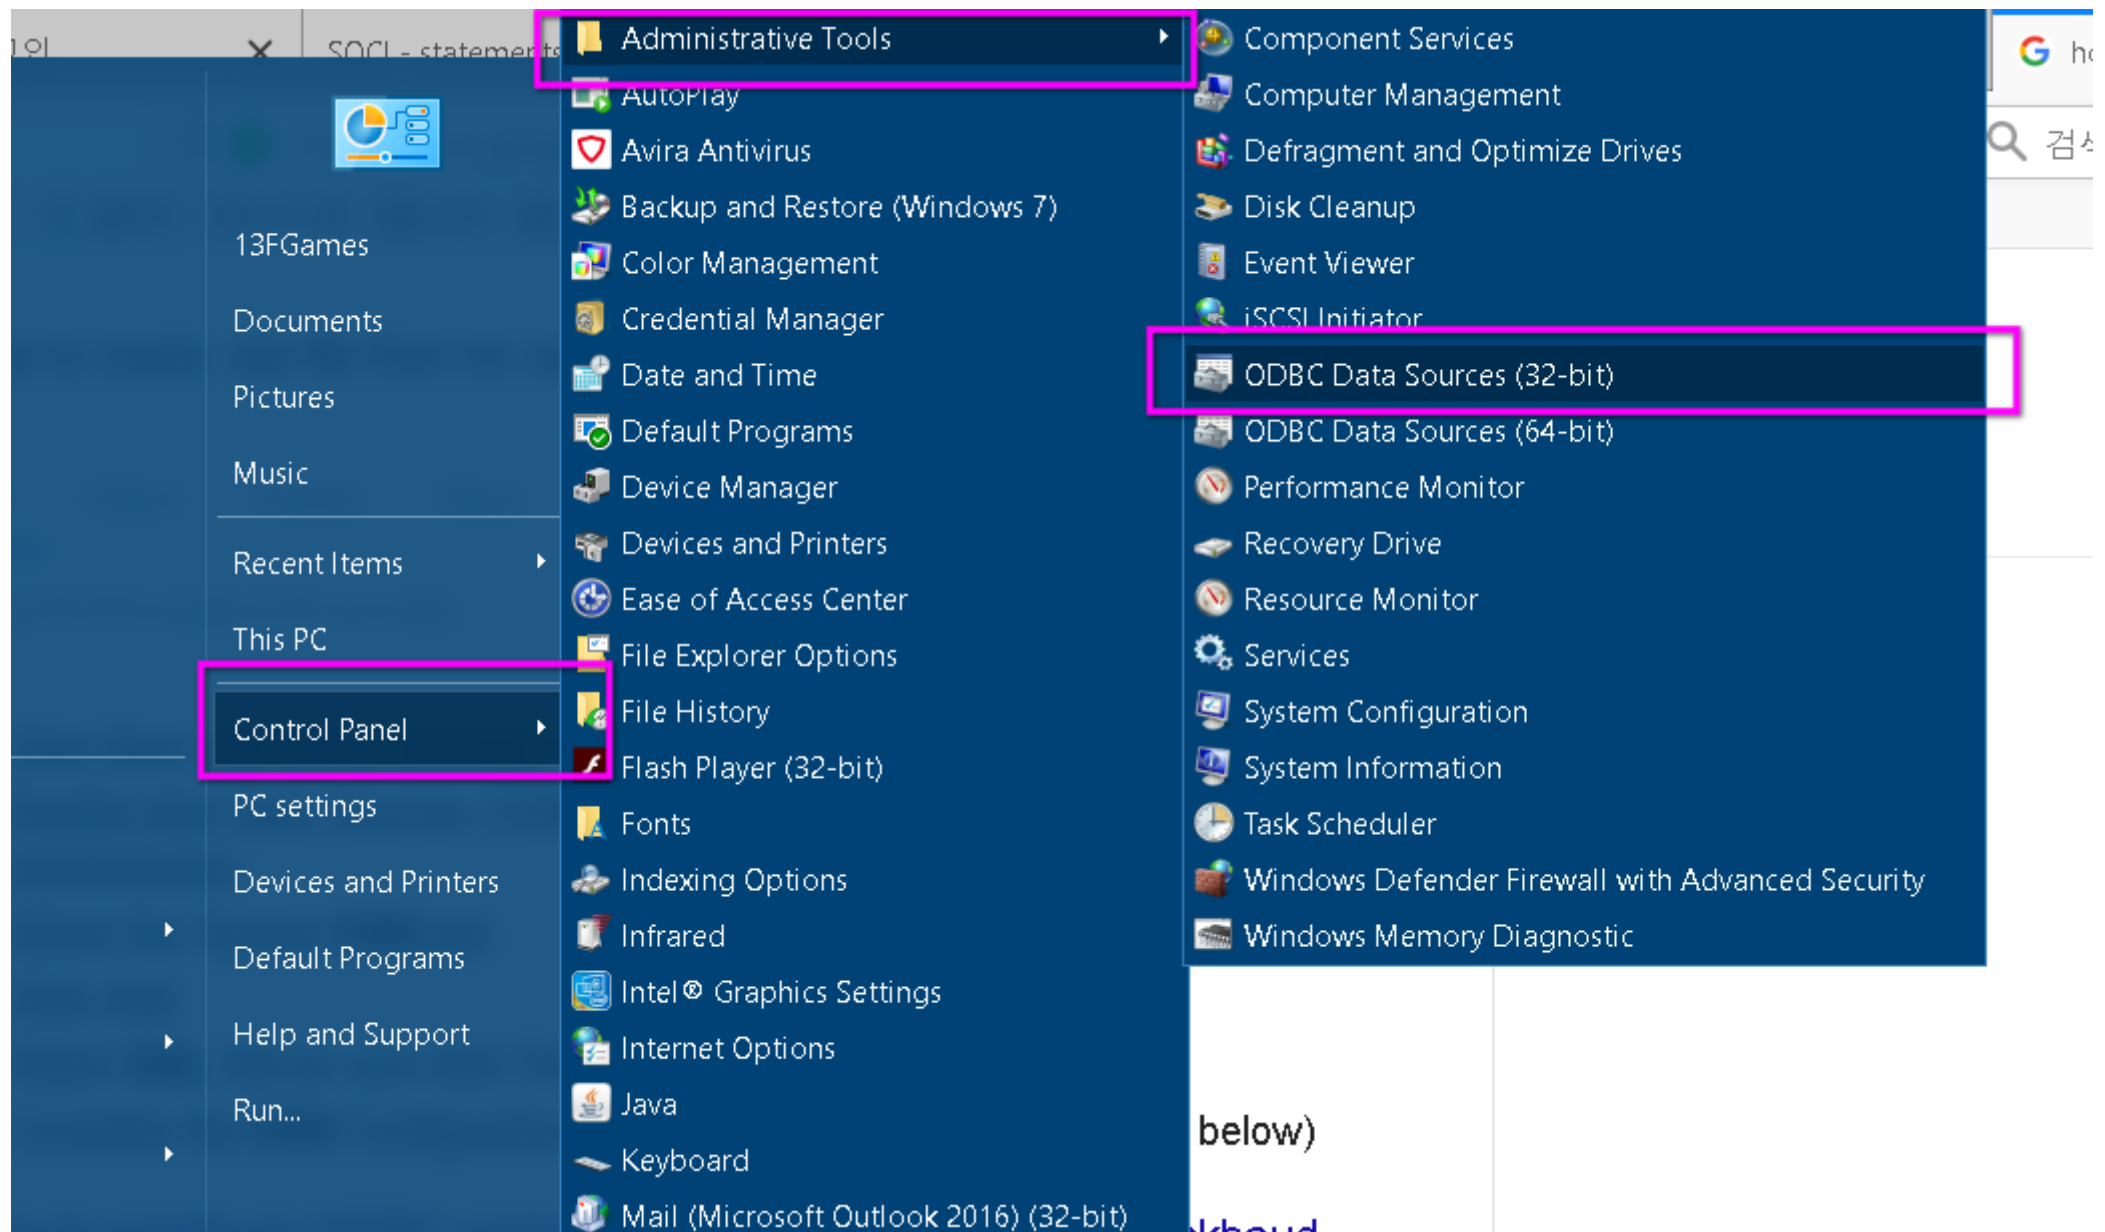 SOCI - statements
13FGames
Documents
Pictures
Music
Recent Items
This PC
Control Panel
PC settings
Devices and Printers
Default Programs
Help and Support
Run...
Administrative Tools
AutoPlay
Avira Antivirus
Backup and Restore (Windows 7)
Color Management
Credential Manager
Date and Time
Default Programs
Device Manager
Devices and Printers
Ease of Access Center
File Explorer Options
File History
Flash Player (32-bit)
Fonts
Indexing Options
Infrared
Intel® Graphics Settings
Internet Options
Java
Keyboard
Mail (Microsoft Outlook 2016) (32-bit)
Component Services
Computer Management
Defragment and Optimize Drives
Disk Cleanup
Event Viewer
iSCSI Initiator
ODBC Data Sources (32-bit)
ODBC Data Sources (64-bit)
Performance Monitor
Recovery Drive
Resource Monitor
Services
System Configuration
System Information
Task Scheduler
Windows Defender Firewall with Advanced Security
Windows Memory Diagnostic
below)